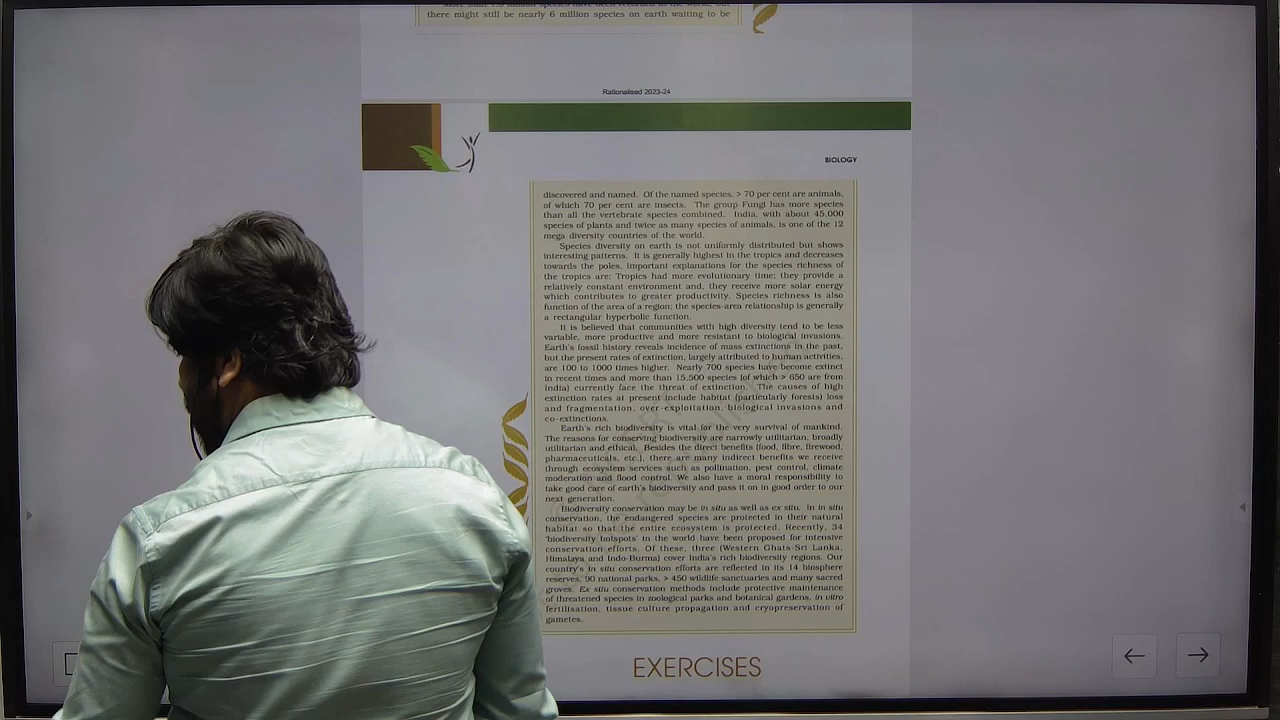 More than 1.5 million species have been recorded in the world, but
there might still be nearly 6 million species on earth waiting to be
Rationalised 2023-24
BIOLOGY
discovered and named. Of the named species, > 70 per cent are animals,
of which 70 per cent are insects. The group Fungi has more species
than all the vertebrate species combined. India, with about 45,000
species of plants and twice as many species of animals, is one of the 12
mega diversity countries of the world.
Species diversity on earth is not uniformly distributed but shows
interesting patterns. It is generally highest in the tropics and decreases
towards the poles. Important explanations for the species richness of
the tropics are: Tropics had more evolutionary time; they provide a
relatively constant environment and, they receive more solar energy
which contributes to greater productivity. Species richness is also
function of the area of a region; the species-area relationship is generally
a rectangular hyperbolic function.
It is believed that communities with high diversity tend to be less
variable, more productive and more resistant to biological invasions.
Earth's fossil history reveals incidence of mass extinctions in the past,
but the present rates of extinction, largely attributed to human activities,
are 100 to 1000 times higher. Nearly 700 species have become extinct
in recent times and more than 15,500 species (of which > 650 are from
India) currently face the threat of extinction. The causes of high
extinction rates at present include habitat (particularly forests) loss
and fragmentation, over-exploitation, biological invasions and
co-extinctions.
Earth's rich biodiversity is vital for the very survival of mankind.
The reasons for conserving biodiversity are narrowly utilitarian, broadly
utilitarian and ethical. Besides the direct benefits (food, fibre, firewood,
pharmaceuticals, etc.), there are many indirect benefits we receive
through ecosystem services such as pollination, pest control, climate
moderation and flood control. We also have a moral responsibility to
take good care of earth's biodiversity and pass it on in good order to our
next generation.
Biodiversity conservation may be in situ as well as ex situ. In in situ
conservation, the endangered species are protected in their natural
habitat so that the entire ecosystem is protected. Recently, 34
'biodiversity hotspots' in the world have been proposed for intensive
conservation efforts. Of these, three (Western Ghats-Sri Lanka,
Himalaya and Indo-Burma) cover India's rich biodiversity regions. Our
country's in situ conservation efforts are reflected in its 14 biosphere
reserves, 90 national parks, > 450 wildlife sanctuaries and many sacred
groves. Ex situ conservation methods include protective maintenance
of threatened species in zoological parks and botanical gardens, in vitro
fertilisation, tissue culture propagation and cryopreservation of
gametes.
EXERCISES